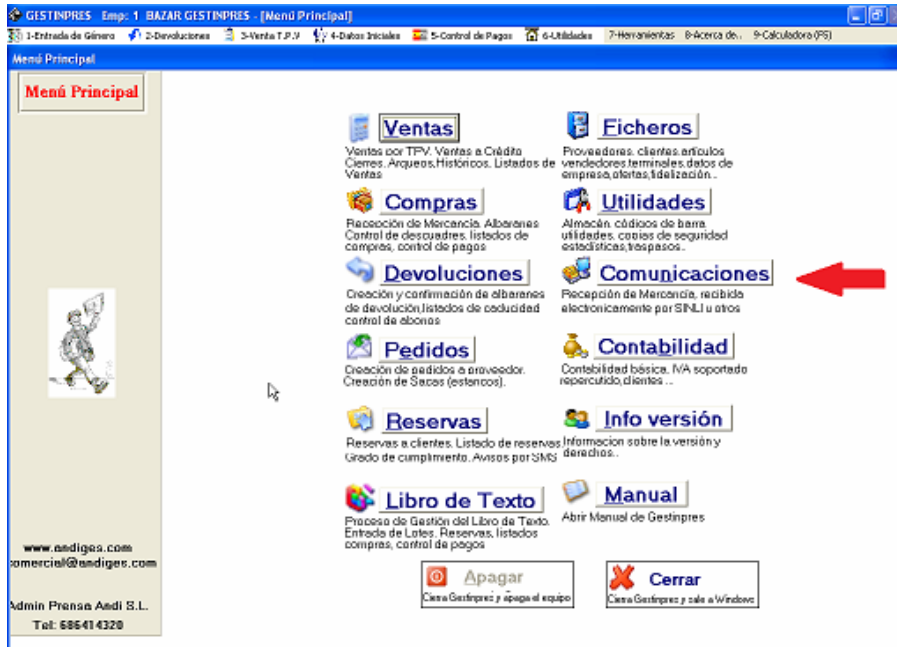 GESTINPRES Emp: 1 BAZAR GESTINPRES - [Menú Principal]
1-Entrada de Género 2-Devoluciones 3-Venta T.P.V 4-Datos Iniciales 5-Control de Pagos 6-Utilidades 7-Herramientas 8-Acerca de.. 9-Calculadora (F5)
Menú Principal
Menú Principal
Ventas
Ventas por TPV. Ventas a Crédito
Cierres. Arqueos.Históricos. Listados de
Ventas
Ficheros
Proveedores. clientes.artículos
vendedores.terminales.datos de
empresa,ofertas,fidelización..
Compras
Recepción de Mercancía. Albaranes
Control de descuadres. listados de
compras, control de pagos
Utilidades
Almacén. códigos de barra
utilidades. copias de seguridad
estadísticas,traspasos..
Devoluciones
Creación y confirmación de albaranes
de devolución,listados de caducidad
control de abonos
Comunicaciones
Recepción de Mercancía, recibida
electronicamente por SINLI u otros
Pedidos
Creación de pedidos a proveedor.
Creación de Sacas (estancos).
Contabilidad
Contabilidad básica. IVA soportado
repercutido,clientes ...
Reservas
Reservas a clientes. Listado de reservas
Grado de cumplimiento. Avisos por SMS
Info versión
Informacion sobre la versión y
derechos..
Libro de Texto
Proceso de Gestión del Libro de Texto.
Entrada de Lotes. Reservas, listados
compras, control de pagos
Manual
Abrir Manual de Gestinpres
www.andiges.com
comercial@andiges.com
Admin Prensa Andi S.L.
Tel: 686414320
Apagar
Cierra Gestinpres y apaga el equipo
Cerrar
Cierra Gestinpres y sale a Windows